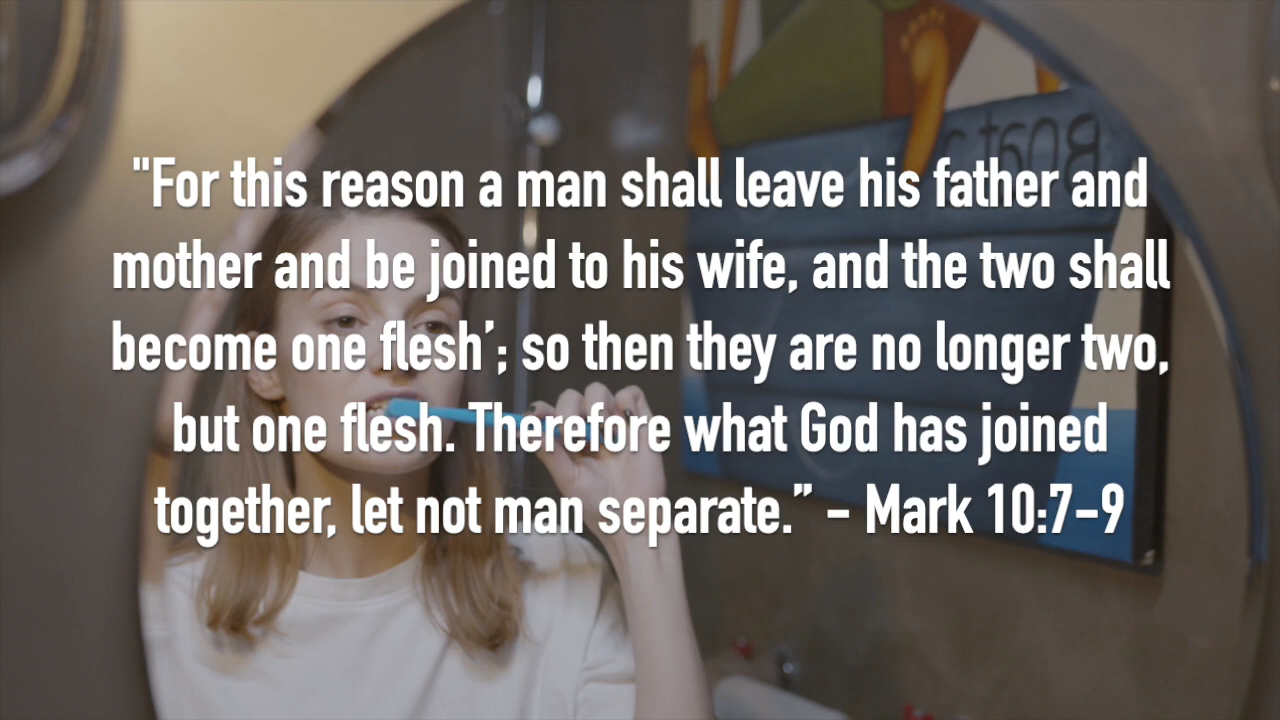 "For this reason a man shall leave his father and
mother and be joined to his wife, and the two shall
become one flesh’; so then they are no longer two,
but one flesh. Therefore what God has joined
together, let not man separate.” - Mark 10:7-9